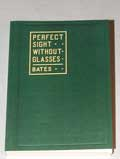 PERFECT
SIGHT · ·
WITHOUT ·
GLASSES ·
BATES · ·